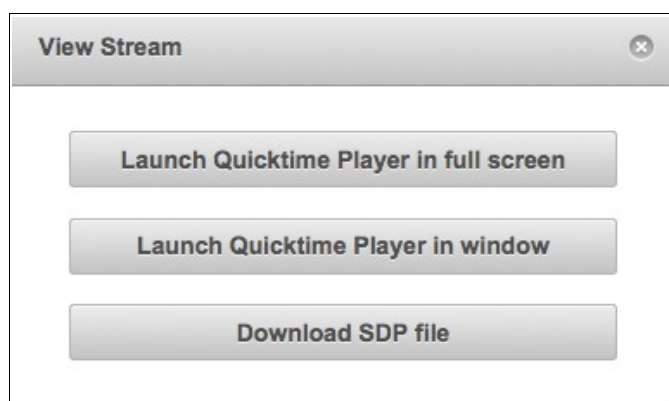 View Stream
Launch Quicktime Player in full screen
Launch Quicktime Player in window
Download SDP file